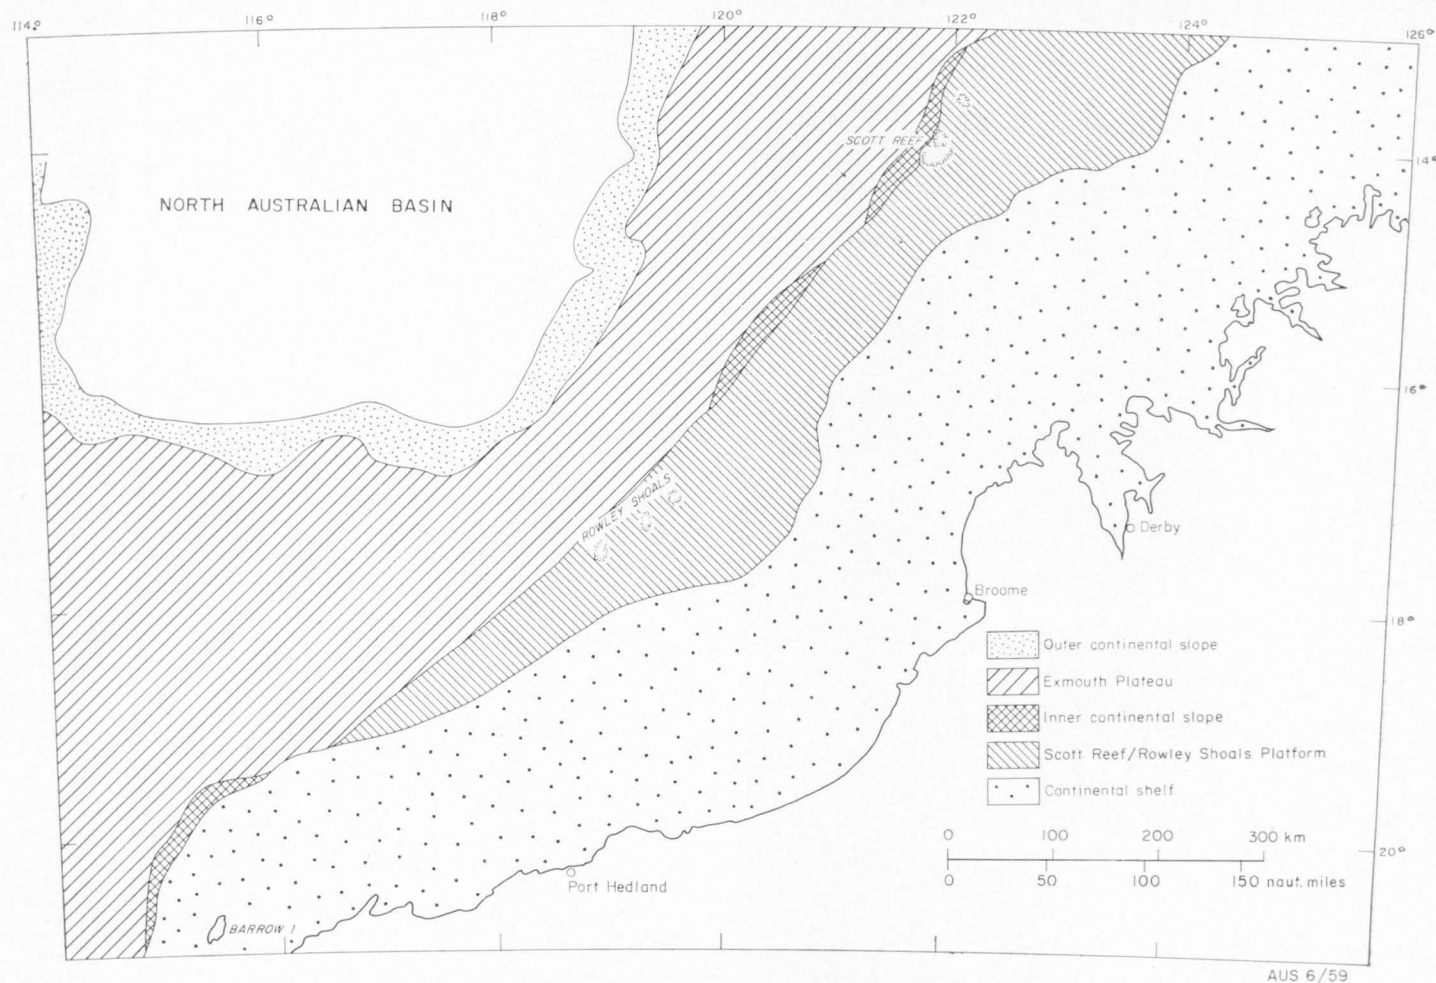 114° 116° 118° 120° 122° 124° 126°
SCOTT REEF
14°
NORTH AUSTRALIAN BASIN
16°
ROWLEY SHOALS
Derby
Broome
18°
Outer continental slope
Exmouth Plateau
Inner continental slope
Scott Reef/Rowley Shoals Platform
Continental shelf
0 100 200 300 km
20°
0 50 100 150 naut. miles
Port Hedland
BARROW I
AUS 6/59